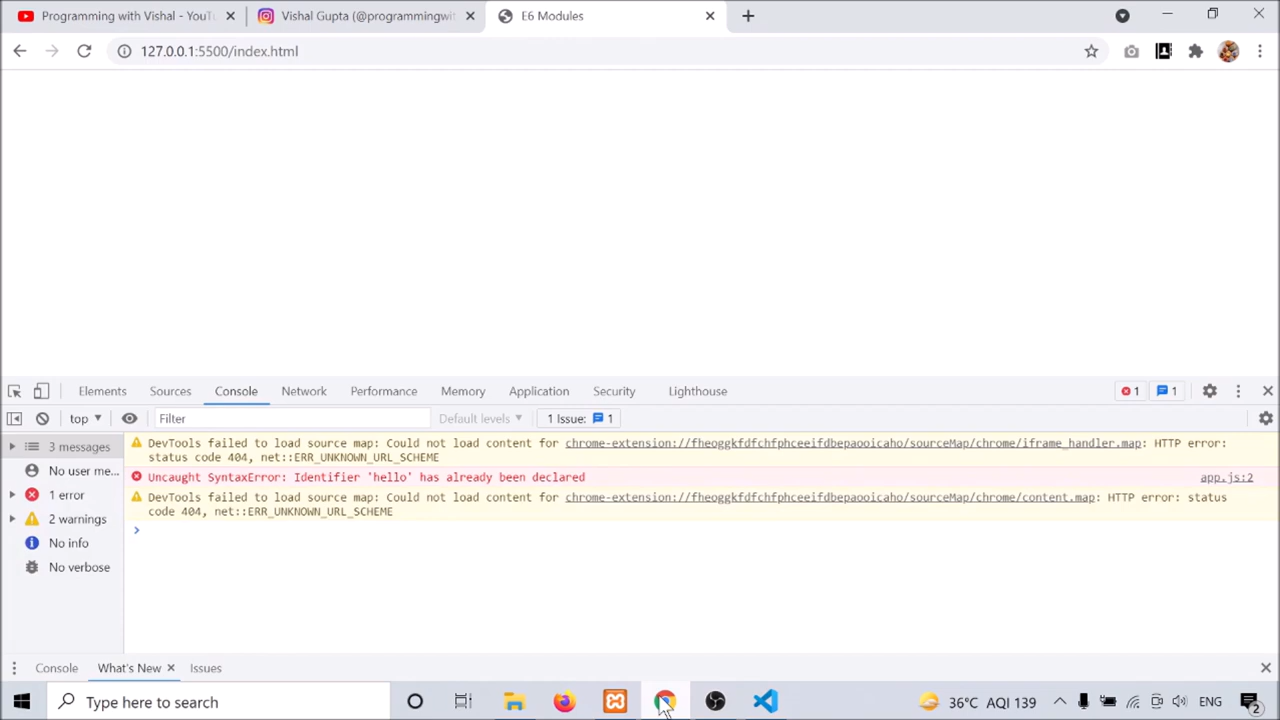 Programming with Vishal - YouT
Vishal Gupta (@programmingwit
E6 Modules
127.0.0.1:5500/index.html
Elements
Sources
Console
Network
Performance
Memory
Application
Security
Lighthouse
1
1
top
Filter
Default levels
1 Issue:
1
3 messages
No user me...
1 error
2 warnings
No info
No verbose
DevTools failed to load source map: Could not load content for chrome-extension://fheoggkfdfchfphceeifdbepaooicaho/sourceMap/chrome/iframe_handler.map: HTTP error:
status code 404, net::ERR_UNKNOWN_URL_SCHEME
Uncaught SyntaxError: Identifier 'hello' has already been declared
app.js:2
DevTools failed to load source map: Could not load content for chrome-extension://fheoggkfdfchfphceeifdbepaooicaho/sourceMap/chrome/content.map: HTTP error: status
code 404, net::ERR_UNKNOWN_URL_SCHEME
Console
What's New
Issues
Type here to search
36°C AQI 139
ENG
2